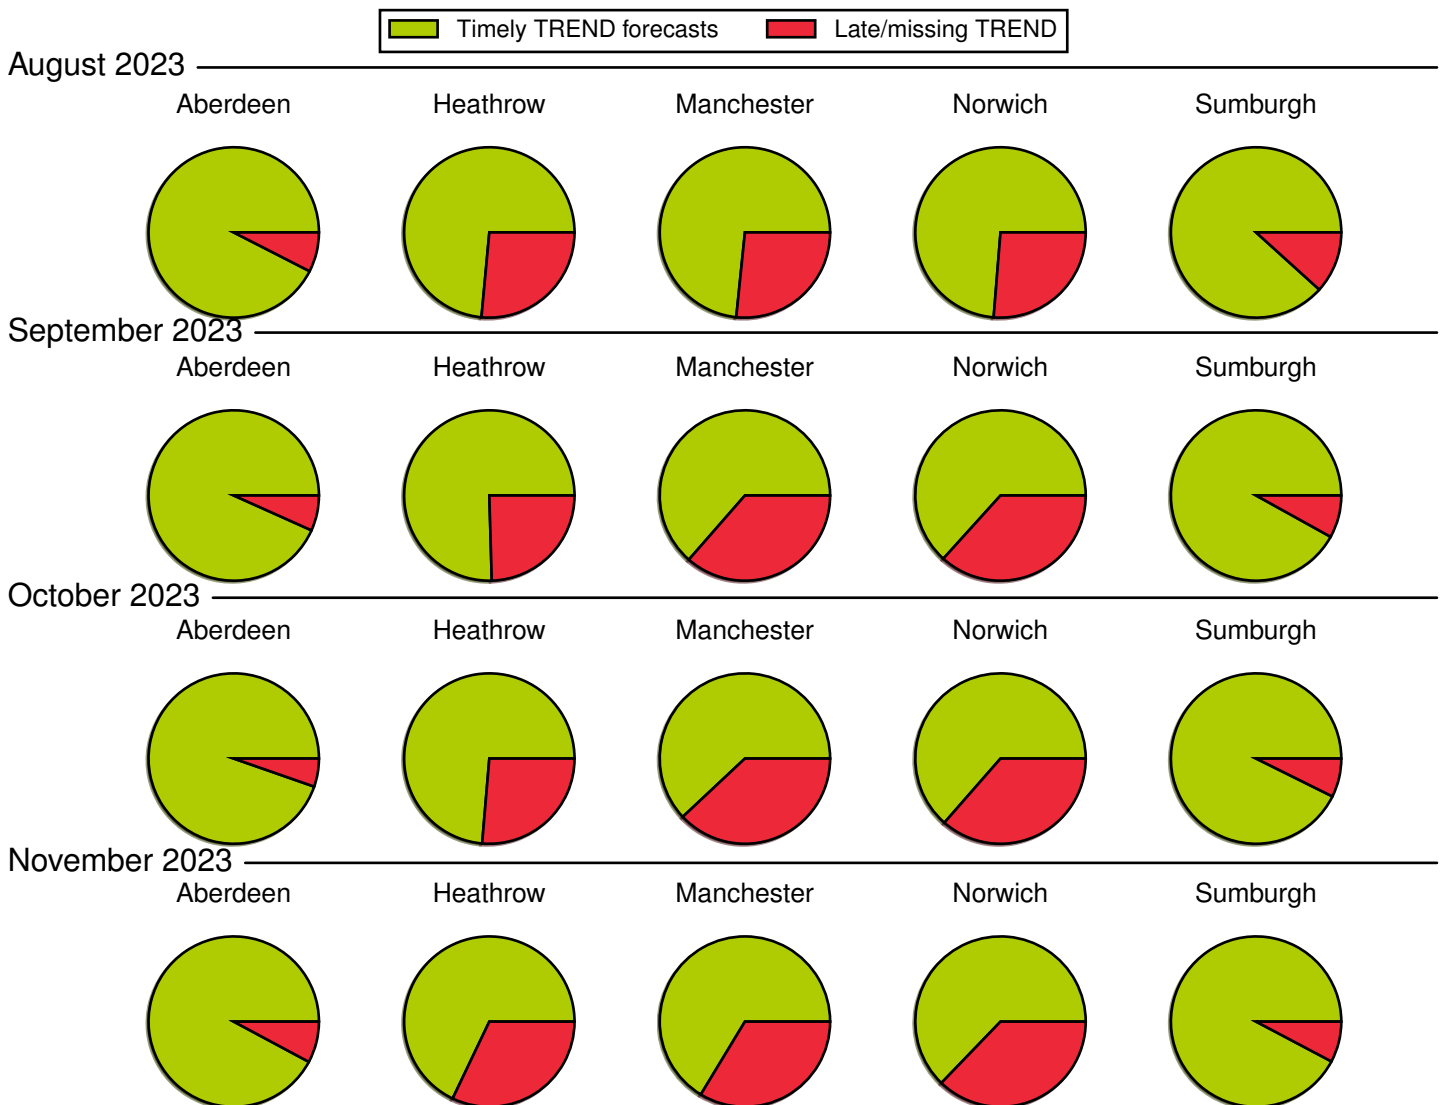 Timely TREND forecasts Late/missing TREND
August 2023
Aberdeen Heathrow Manchester Norwich Sumburgh
September 2023
Aberdeen Heathrow Manchester Norwich Sumburgh
October 2023
Aberdeen Heathrow Manchester Norwich Sumburgh
November 2023
Aberdeen Heathrow Manchester Norwich Sumburgh